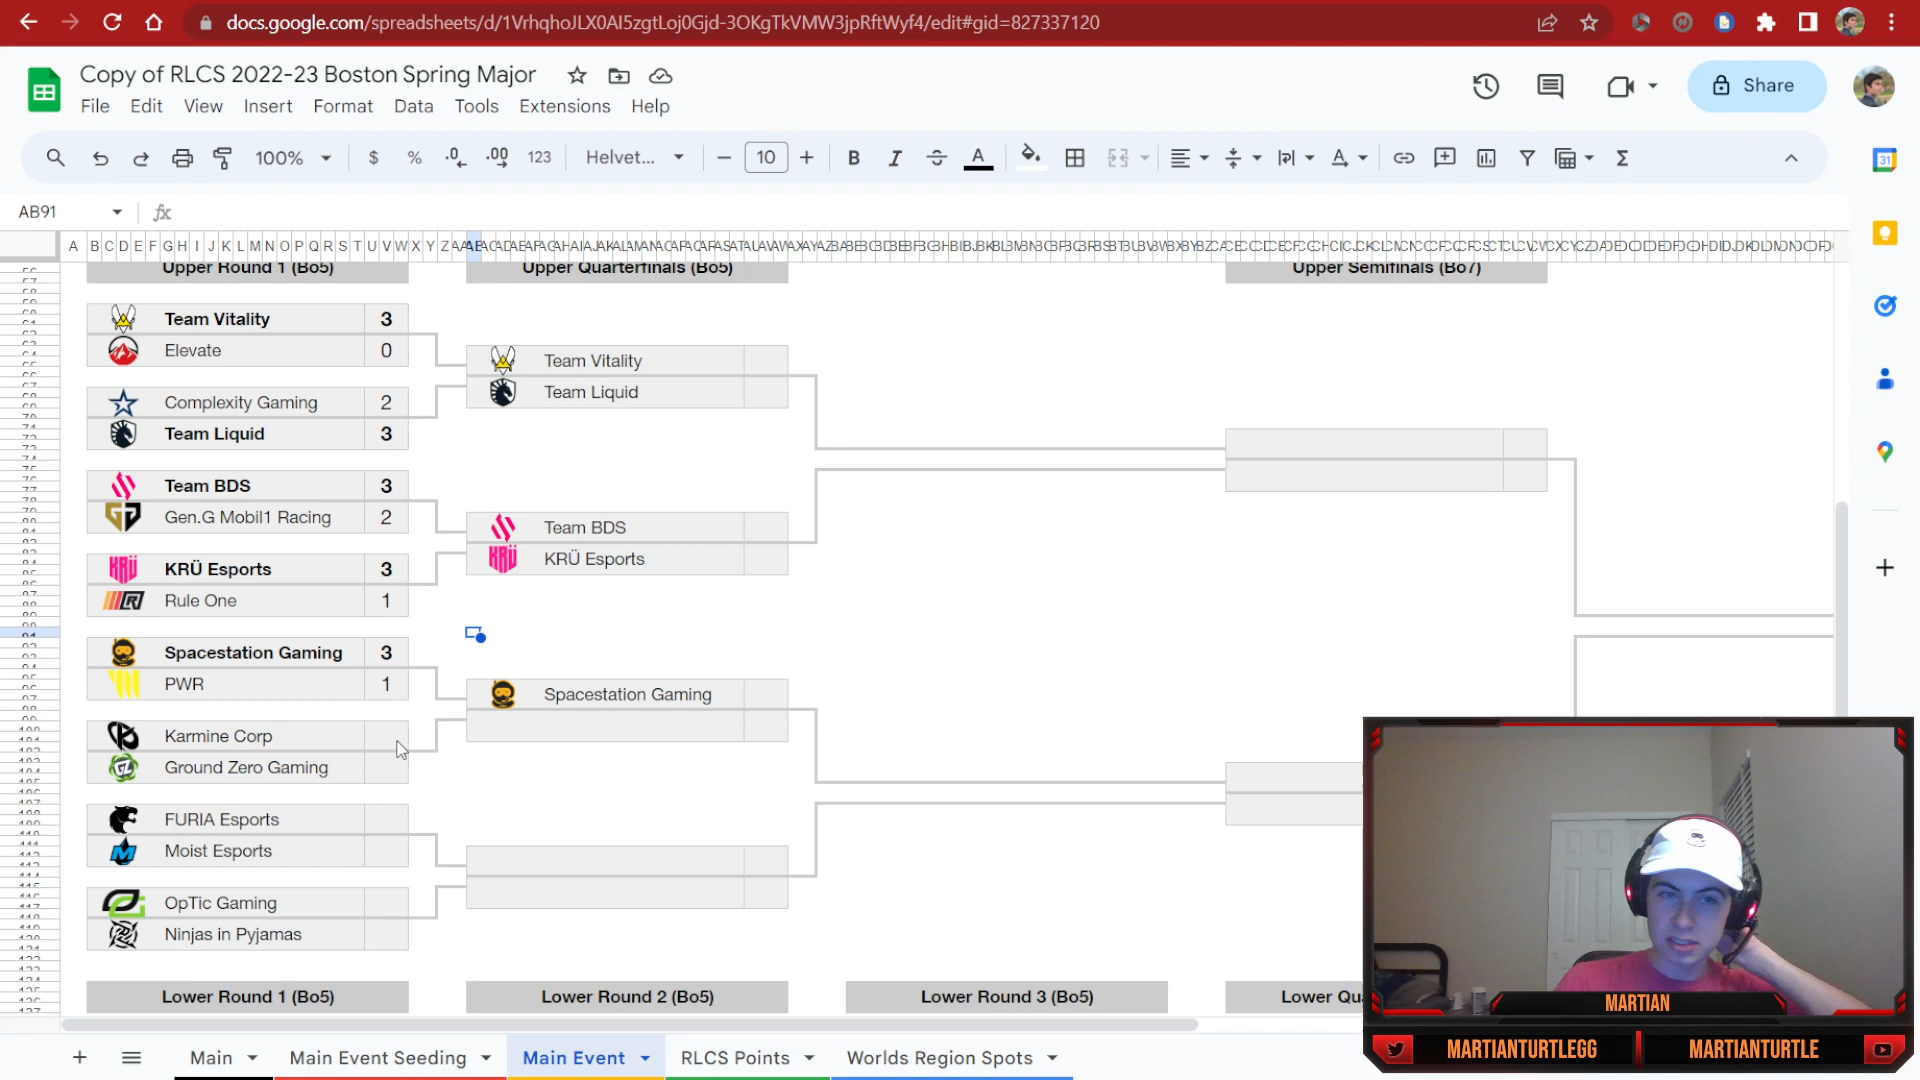 docs.google.com/spreadsheets/d/1VrhqhoJLX0AI5zgtLoj0Gjd-3OKgTkVMW3jpRftWyf4/edit#gid=827337120
Copy of RLCS 2022-23 Boston Spring Major
File Edit View Insert Format Data Tools Extensions Help
Share
100% $ % .0 .00 123 Helvet... 10 B I A
AB91 fx
A B C D E F G H I J K L M N O P Q R S T U V W X Y Z
Upper Round 1 (Bo5) Upper Quarterfinals (Bo5) Upper Semifinals (Bo7)
Team Vitality 3
Elevate 0
Team Vitality
Team Liquid
Complexity Gaming 2
Team Liquid 3
Team BDS 3
Gen.G Mobil1 Racing 2
Team BDS
KRÜ Esports
KRÜ Esports 3
Rule One 1
Spacestation Gaming 3
PWR 1
Spacestation Gaming
Karmine Corp
Ground Zero Gaming
FURIA Esports
Moist Esports
OpTic Gaming
Ninjas in Pyjamas
Lower Round 1 (Bo5) Lower Round 2 (Bo5) Lower Round 3 (Bo5) Lower Qu
MARTIAN
MARTIANTURTLEGG MARTIANTURTLE
Main Main Event Seeding Main Event RLCS Points Worlds Region Spots